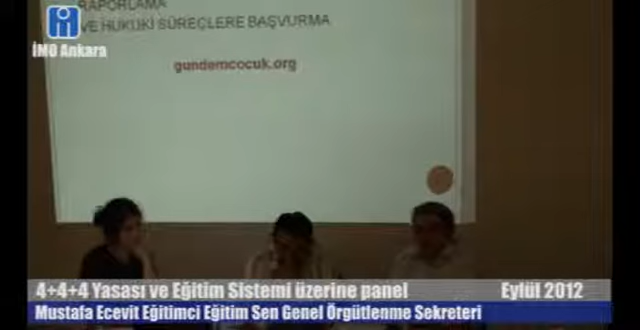 RAPORLAMA
VE HUKUKİ SÜREÇLERE BAŞVURMA
İMO Ankara
gundemcocuk.org
4+4+4 Yasası ve Eğitim Sistemi üzerine panel Eylül 2012
Mustafa Ecevit Eğitimci Eğitim Sen Genel Örgütlenme Sekreteri